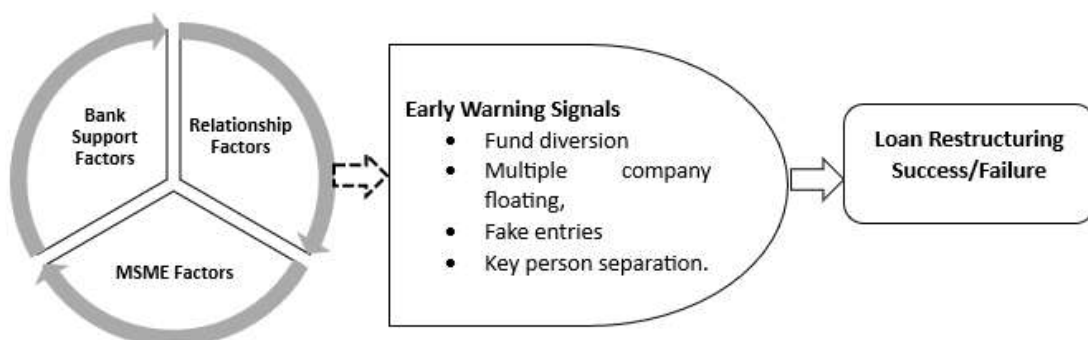 Bank
Support
Factors
Relationship
Factors
MSME Factors
Early Warning Signals
• Fund diversion
• Multiple company
floating,
• Fake entries
• Key person separation.
Loan Restructuring
Success/Failure